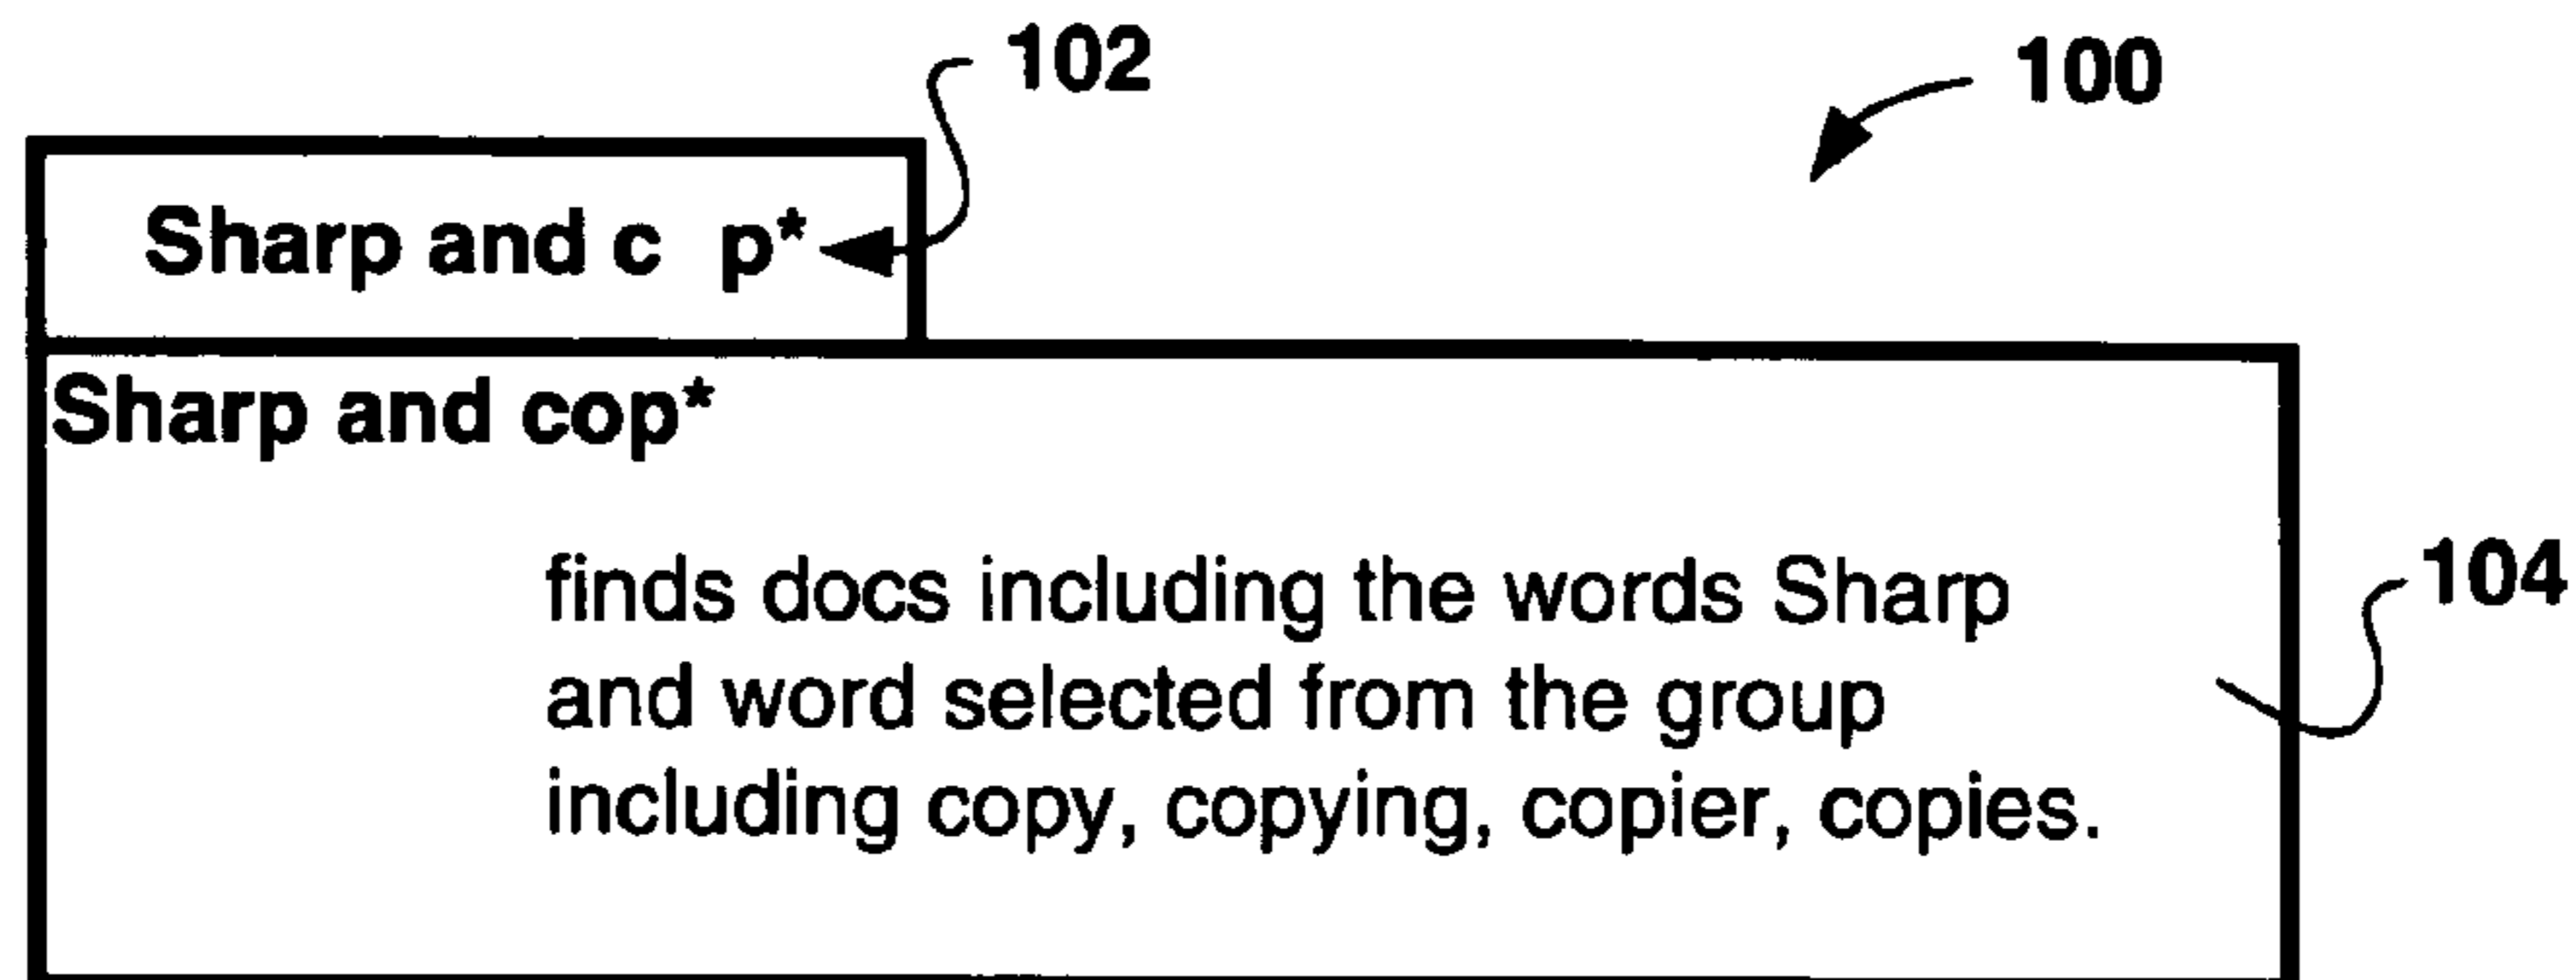 102
100
Sharp and c p*
Sharp and cop*
finds docs including the words Sharp
104
and word selected from the group
including copy, copying, copier, copies.